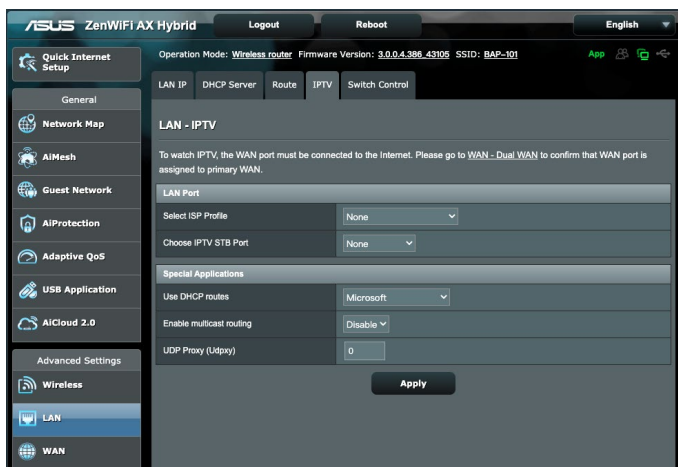 ASUS ZenWiFi AX Hybrid Logout Reboot English
Quick Internet Setup
Operation Mode: Wireless router Firmware Version: 3.0.0.4.386_43105 SSID: BAP-101 App
LAN IP DHCP Server Route IPTV Switch Control
General
Network Map
AiMesh
Guest Network
AiProtection
Adaptive QoS
USB Application
AiCloud 2.0
Advanced Settings
Wireless
LAN
WAN
LAN - IPTV
To watch IPTV, the WAN port must be connected to the Internet. Please go to WAN - Dual WAN to confirm that WAN port is
assigned to primary WAN.
LAN Port
Select ISP Profile None
Choose IPTV STB Port None
Special Applications
Use DHCP routes Microsoft
Enable multicast routing Disable
UDP Proxy (Udpxy) 0
Apply